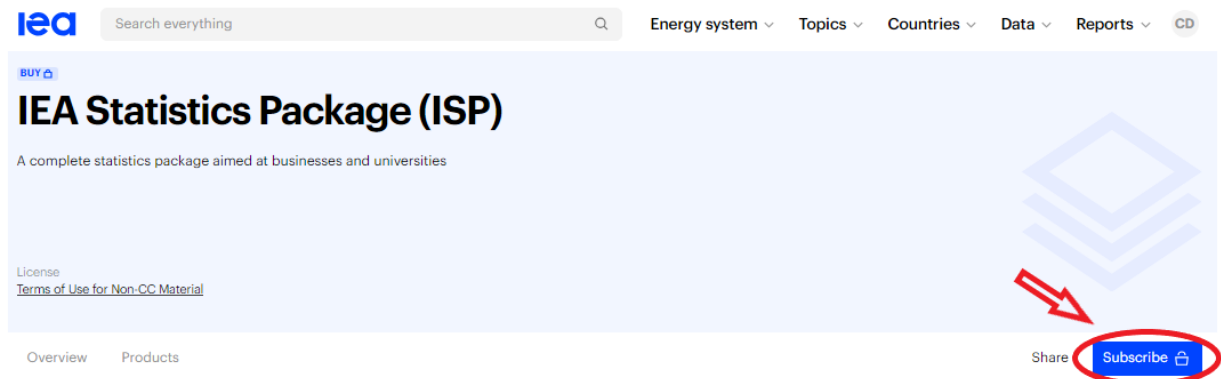 iea
Search everything
Energy system Topics Countries Data Reports CD
BUY
IEA Statistics Package (ISP)
A complete statistics package aimed at businesses and universities
License
Terms of Use for Non-CC Material
Overview Products Share Subscribe